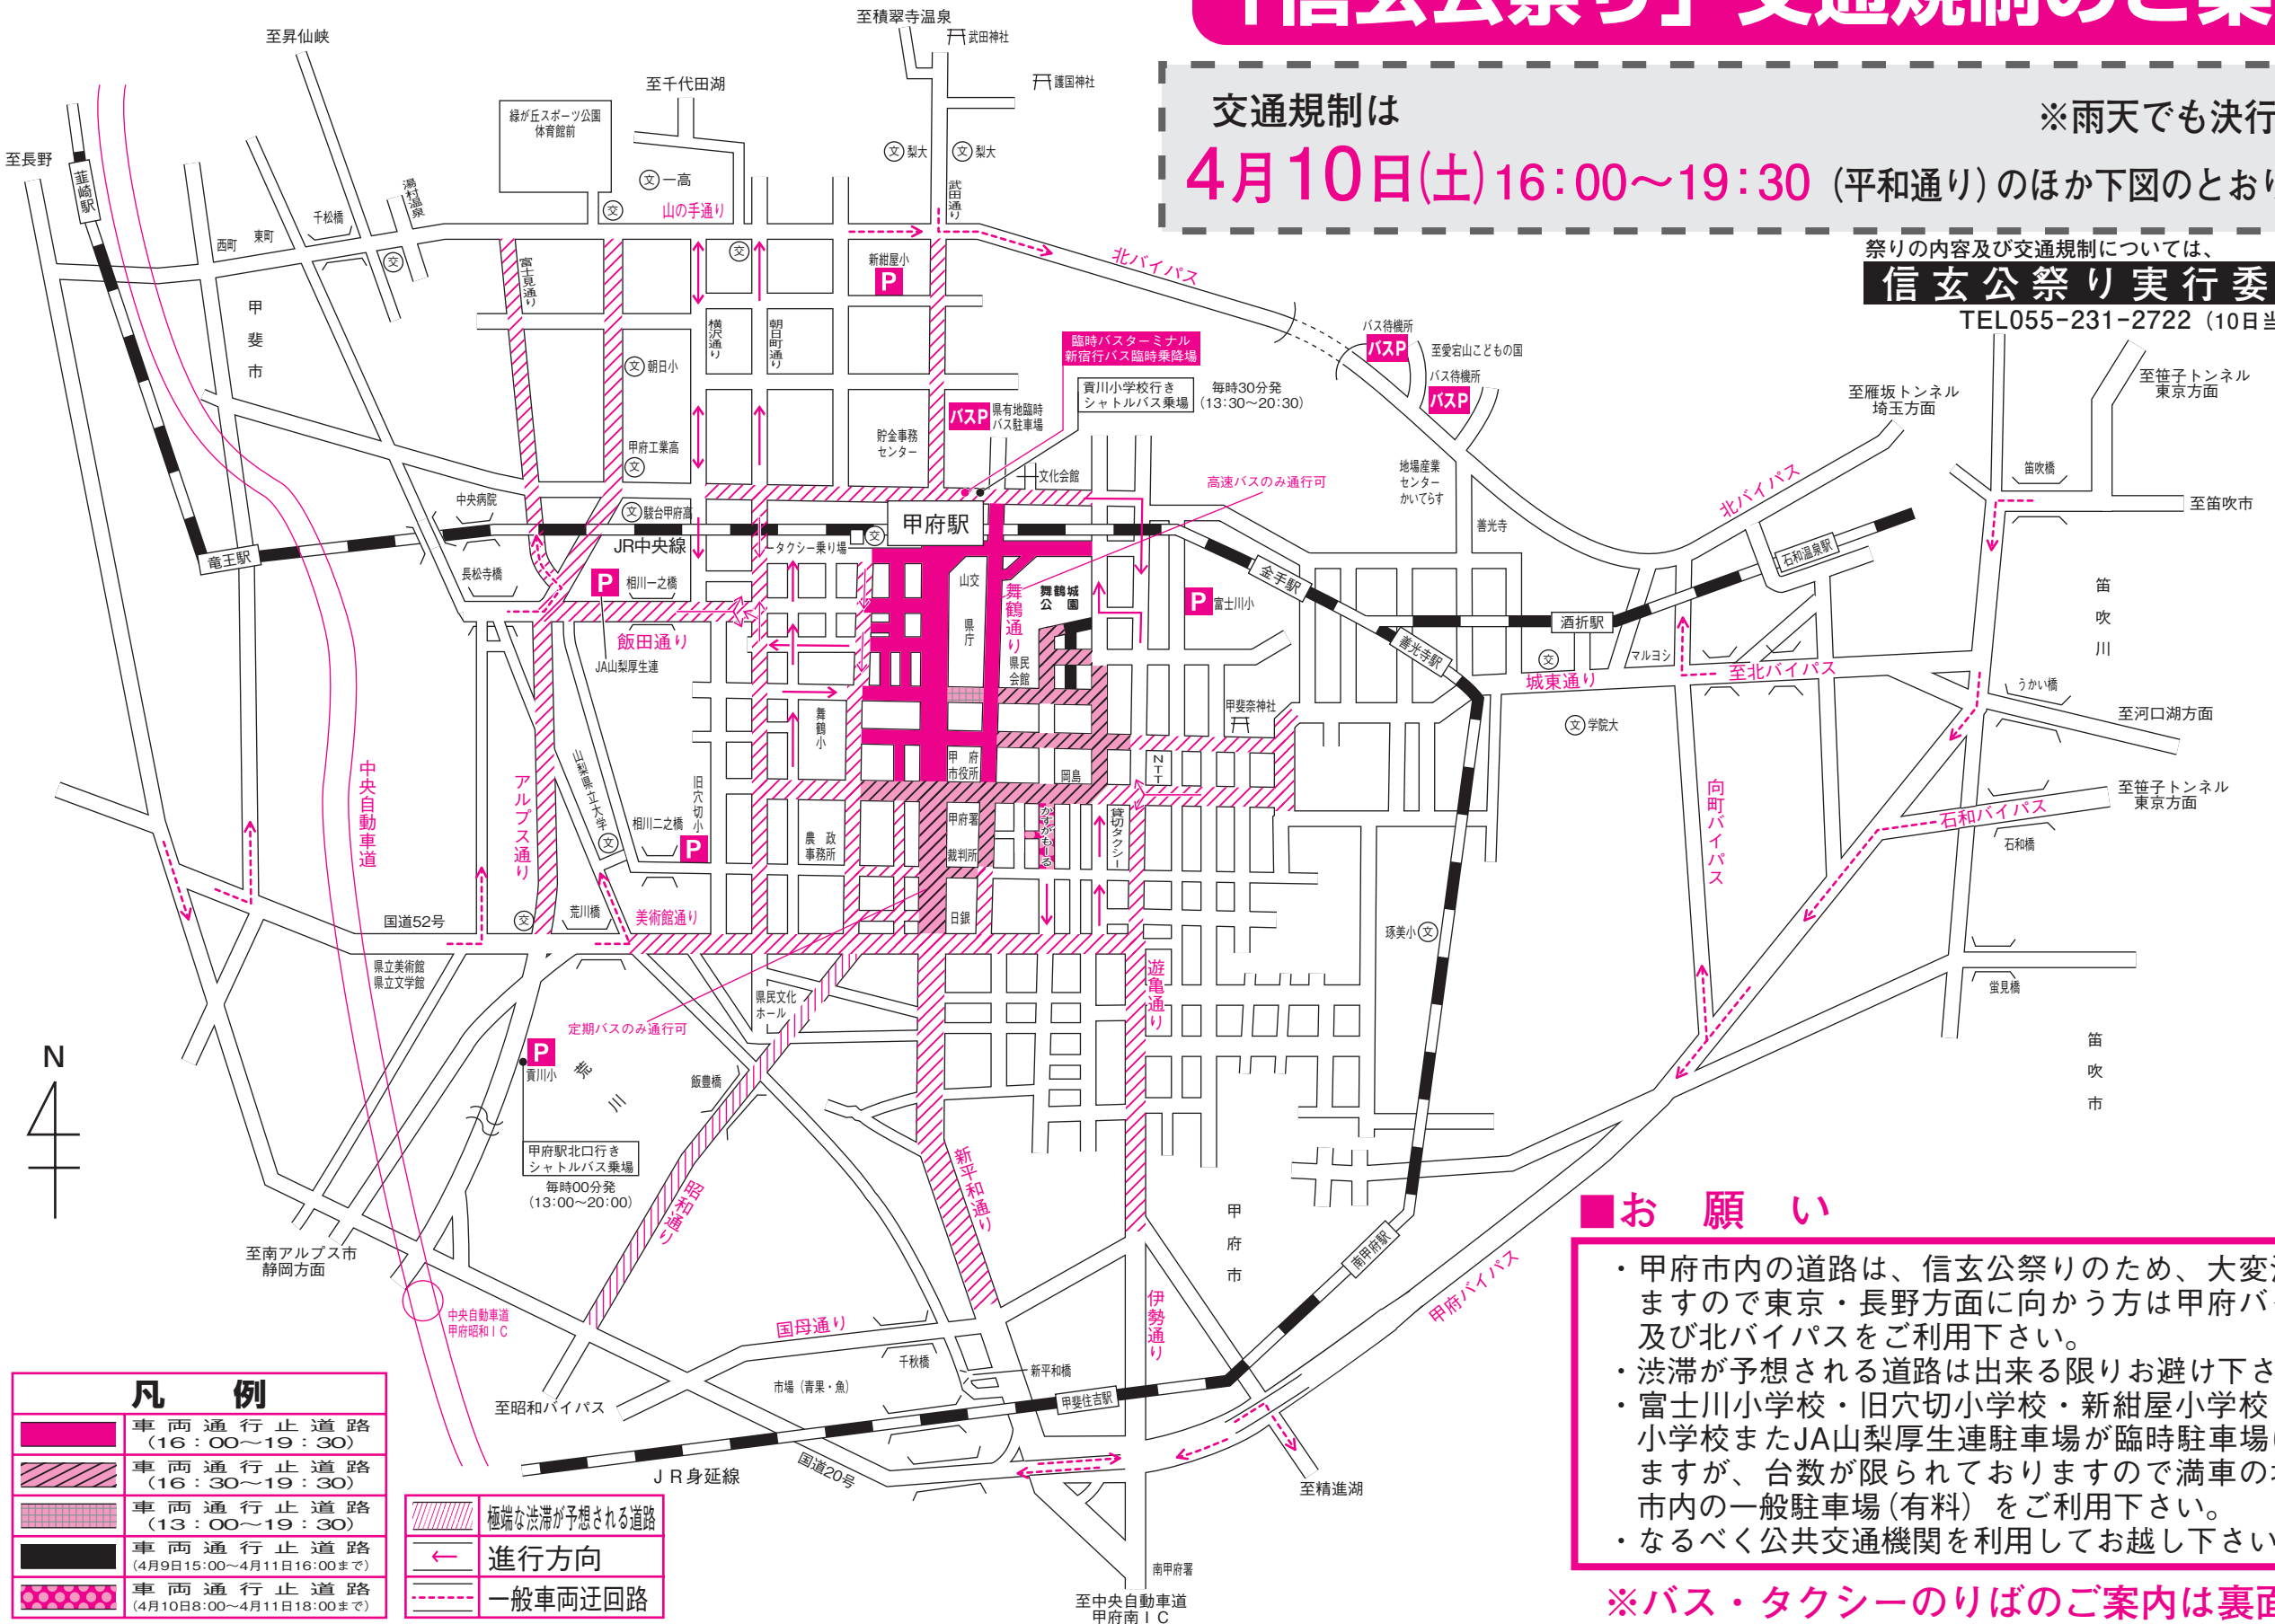 「信玄公祭り」交通規制のご案
交通規制は
※雨天でも決行
4月10日(土)16:00～19:30 (平和通り)のほか下図のとおり
祭りの内容及び交通規制については、
信玄公祭り実行委
TEL055-231-2722（10日当
至積翠寺温泉
武田神社
護国神社
至昇仙峡
至千代田湖
緑が丘スポーツ公園
体育館前
文 梨大
文 梨大
文 一高
至長野
韮崎駅
湯村温泉
千松橋
西町
東町
交
交
山の手通り
武田通り
交
新紺屋小
P
北バイパス
富士見通り
甲斐市
横沢通り
朝日町通り
文 朝日小
臨時バスターミナル
新宿行バス臨時乗降場
貢川小学校行き
シャトルバス乗場
毎時30分発
(13:30～20:30)
バス待機所
バスP
至愛宕山こどもの国
バス待機所
バスP
至雁坂トンネル
埼玉方面
至笹子トンネル
東京方面
バスP
県有地臨時
バス駐車場
貯金事務
センター
甲府工業高
文
文化会館
高速バスのみ通行可
地場産業
センター
かいてらす
北バイパス
笛吹橋
至笛吹市
中央病院
文 駿台甲府高
甲府駅
交
善光寺
竜王駅
JR中央線
タクシー乗り場
石和温泉駅
長松寺橋
P
相川一之橋
山交
舞鶴城
公園
舞鶴通り
金手駅
P 富士川小
笛吹川
県庁
酒折駅
飯田通り
JA山梨厚生連
県民
会館
善光寺駅
交
マルヨシ
至北バイパス
城東通り
うかい橋
甲斐奈神社
文 学院大
至河口湖方面
舞鶴小
中央自動車道
アルプス通り
山梨県立大学
文
旧穴切小
甲府
市役所
岡島
NTT
向町バイパス
至笹子トンネル
東京方面
石和バイパス
石和橋
相川二之橋
P
農政
事務所
甲府署
裁判所
かすがもーる
貸切タクシー
国道52号
交
荒川橋
美術館通り
日銀
琢美小 文
県立美術館
県立文学館
遊亀通り
県民文化
ホール
蛍見橋
定期バスのみ通行可
N
P
貢川小
荒川
飯豊橋
笛吹市
甲府駅北口行き
シャトルバス乗場
毎時00分発
(13:00～20:00)
昭和通り
新平和通り
甲府市
南甲府駅
至南アルプス市
静岡方面
中央自動車道
甲府昭和IC
国母通り
伊勢通り
甲府バイパス
千秋橋
新平和橋
市場（青果・魚）
甲斐住吉駅
至昭和バイパス
JR身延線
国道20号
至精進湖
南甲府署
至中央自動車道
甲府南IC
■お願い
・甲府市内の道路は、信玄公祭りのため、大変
ますので東京・長野方面に向かう方は甲府バ
及び北バイパスをご利用下さい。
・渋滞が予想される道路は出来る限りお避け下さ
・富士川小学校・旧穴切小学校・新紺屋小学校
小学校またJA山梨厚生連駐車場が臨時駐車場
ますが、台数が限られておりますので満車の
市内の一般駐車場(有料）をご利用下さい。
・なるべく公共交通機関を利用してお越し下さい
※バス・タクシーのりばのご案内は裏面
凡例
車両通行止道路
(16:00～19:30)
車両通行止道路
(16:30～19:30)
車両通行止道路
(13:00～19:30)
車両通行止道路
(4月9日15:00～4月11日16:00まで)
車両通行止道路
(4月10日8:00～4月11日18:00まで)
極端な渋滞が予想される道路
進行方向
一般車両迂回路